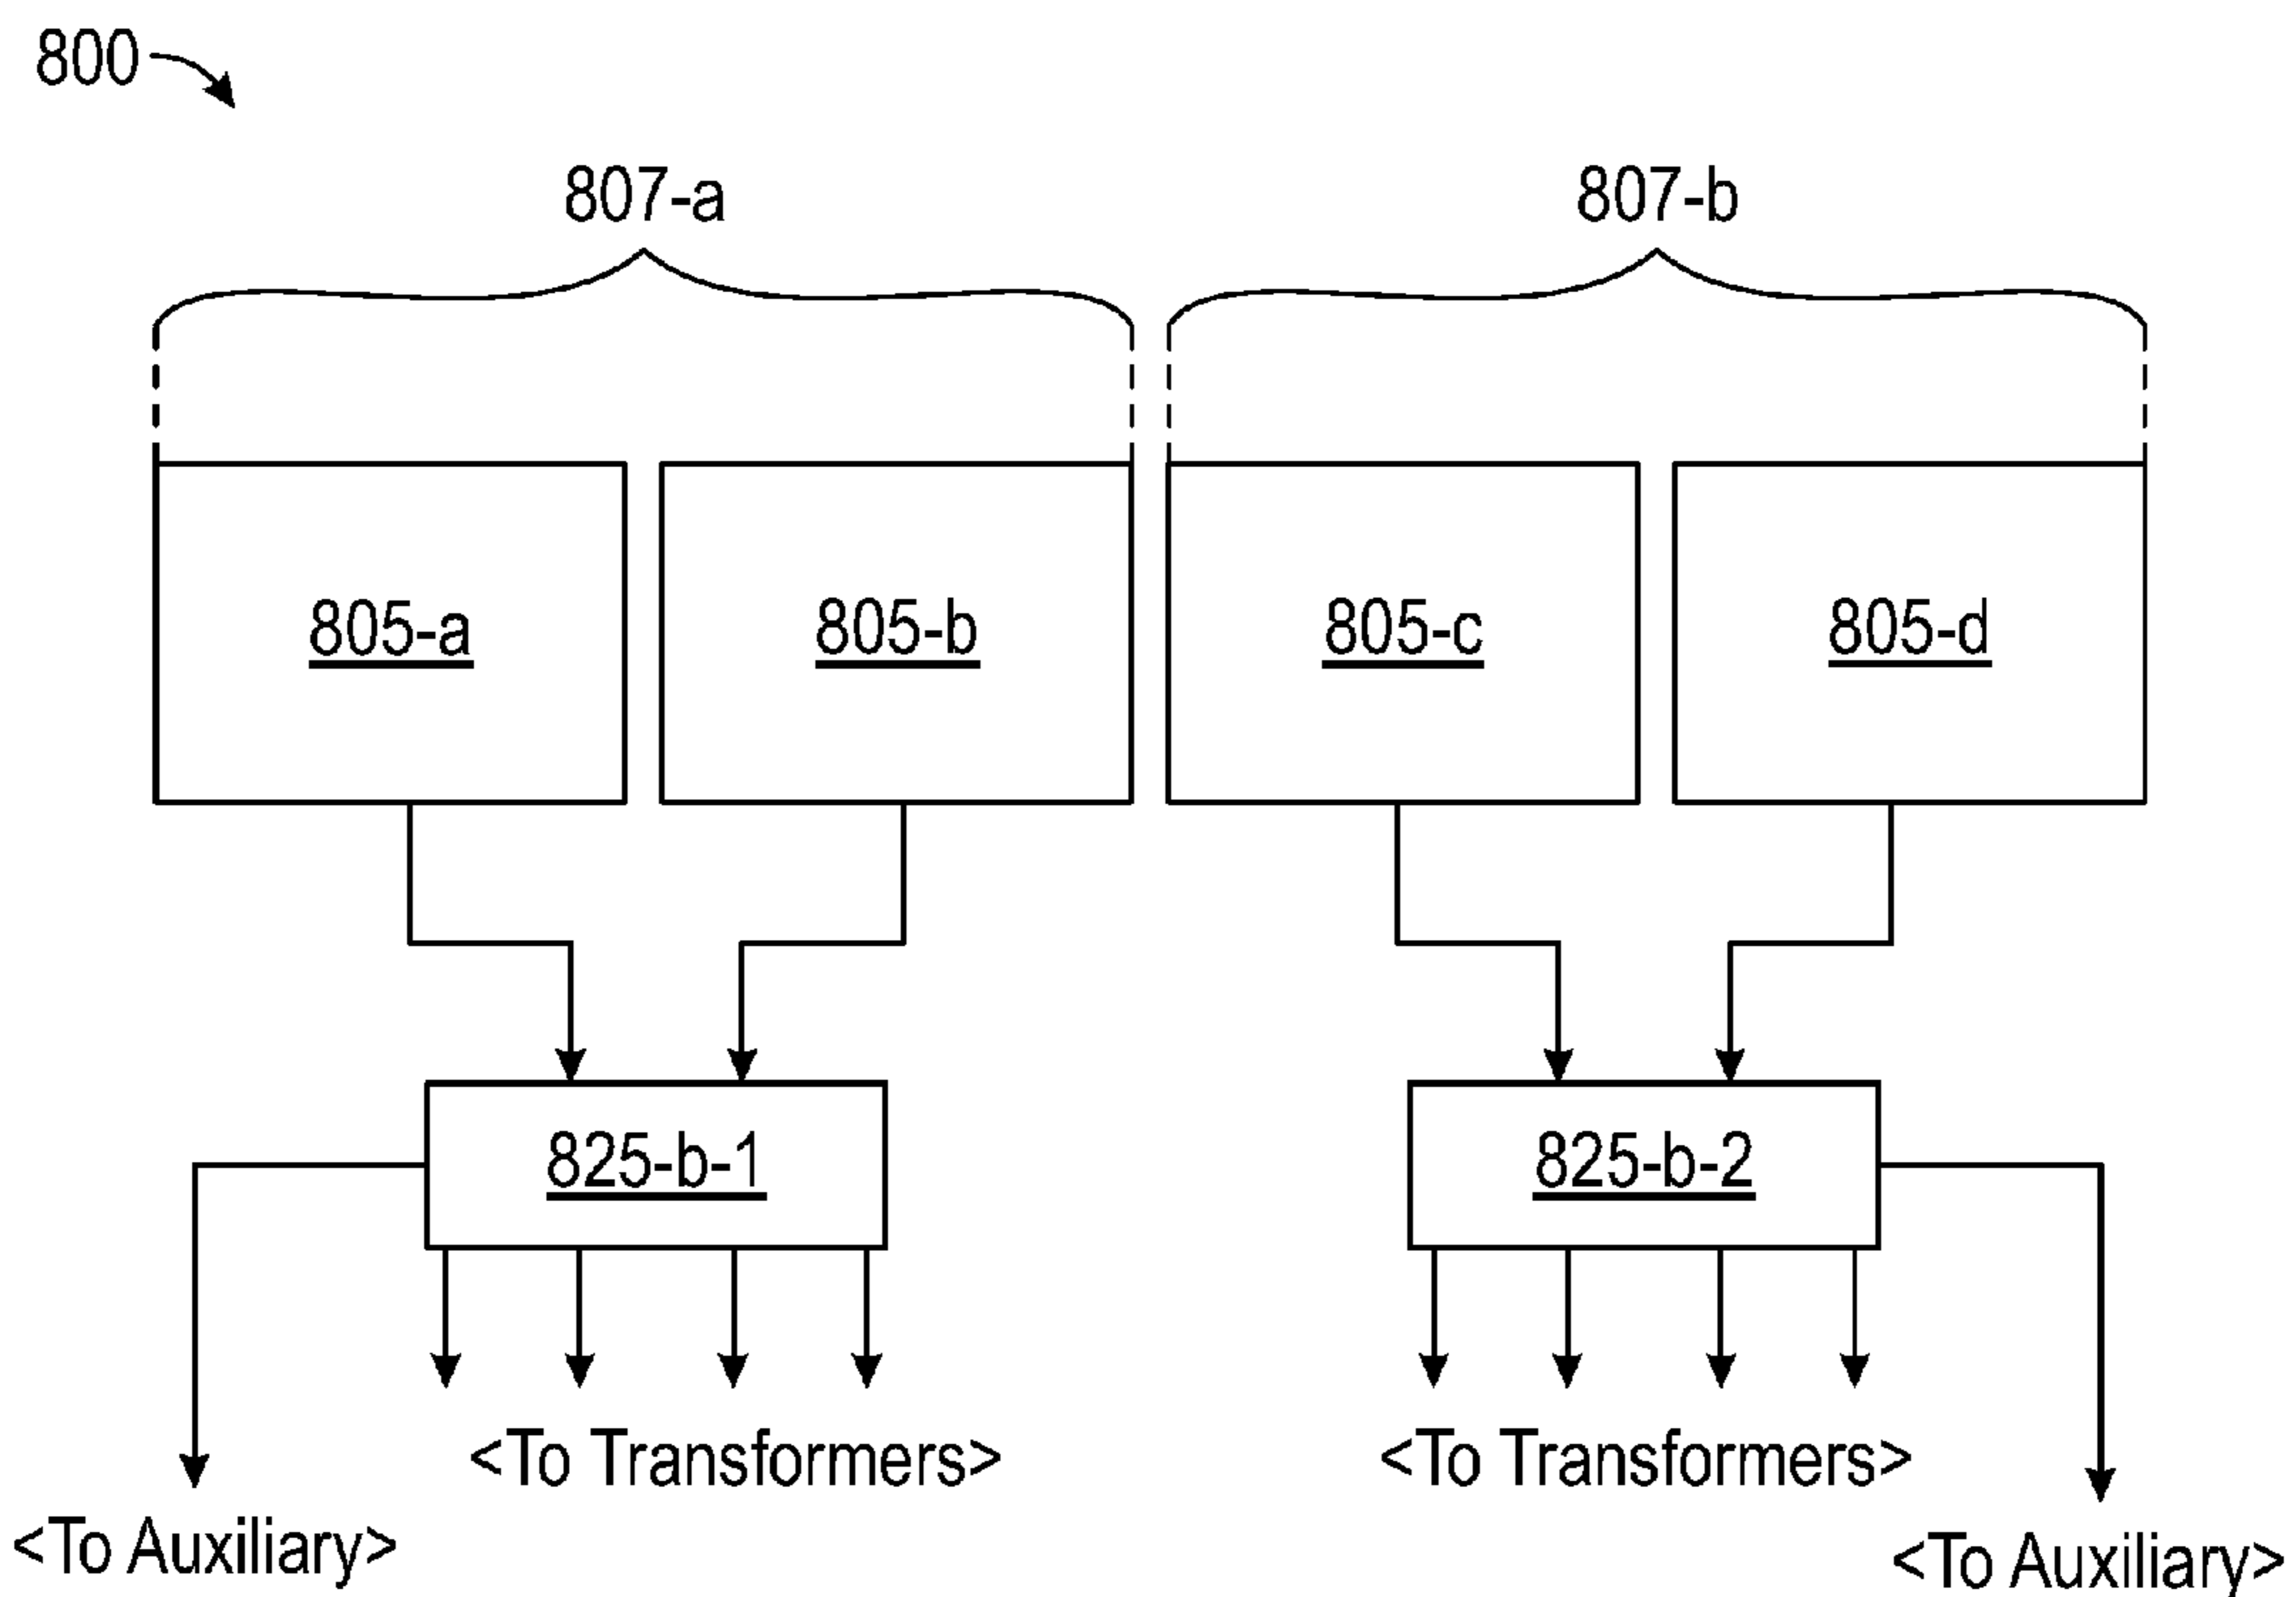 800
807-a 807-b
805-a 805-b 805-c 805-d
825-b-1 825-b-2
<To Transformers> <To Transformers>
<To Auxiliary> <To Auxiliary>